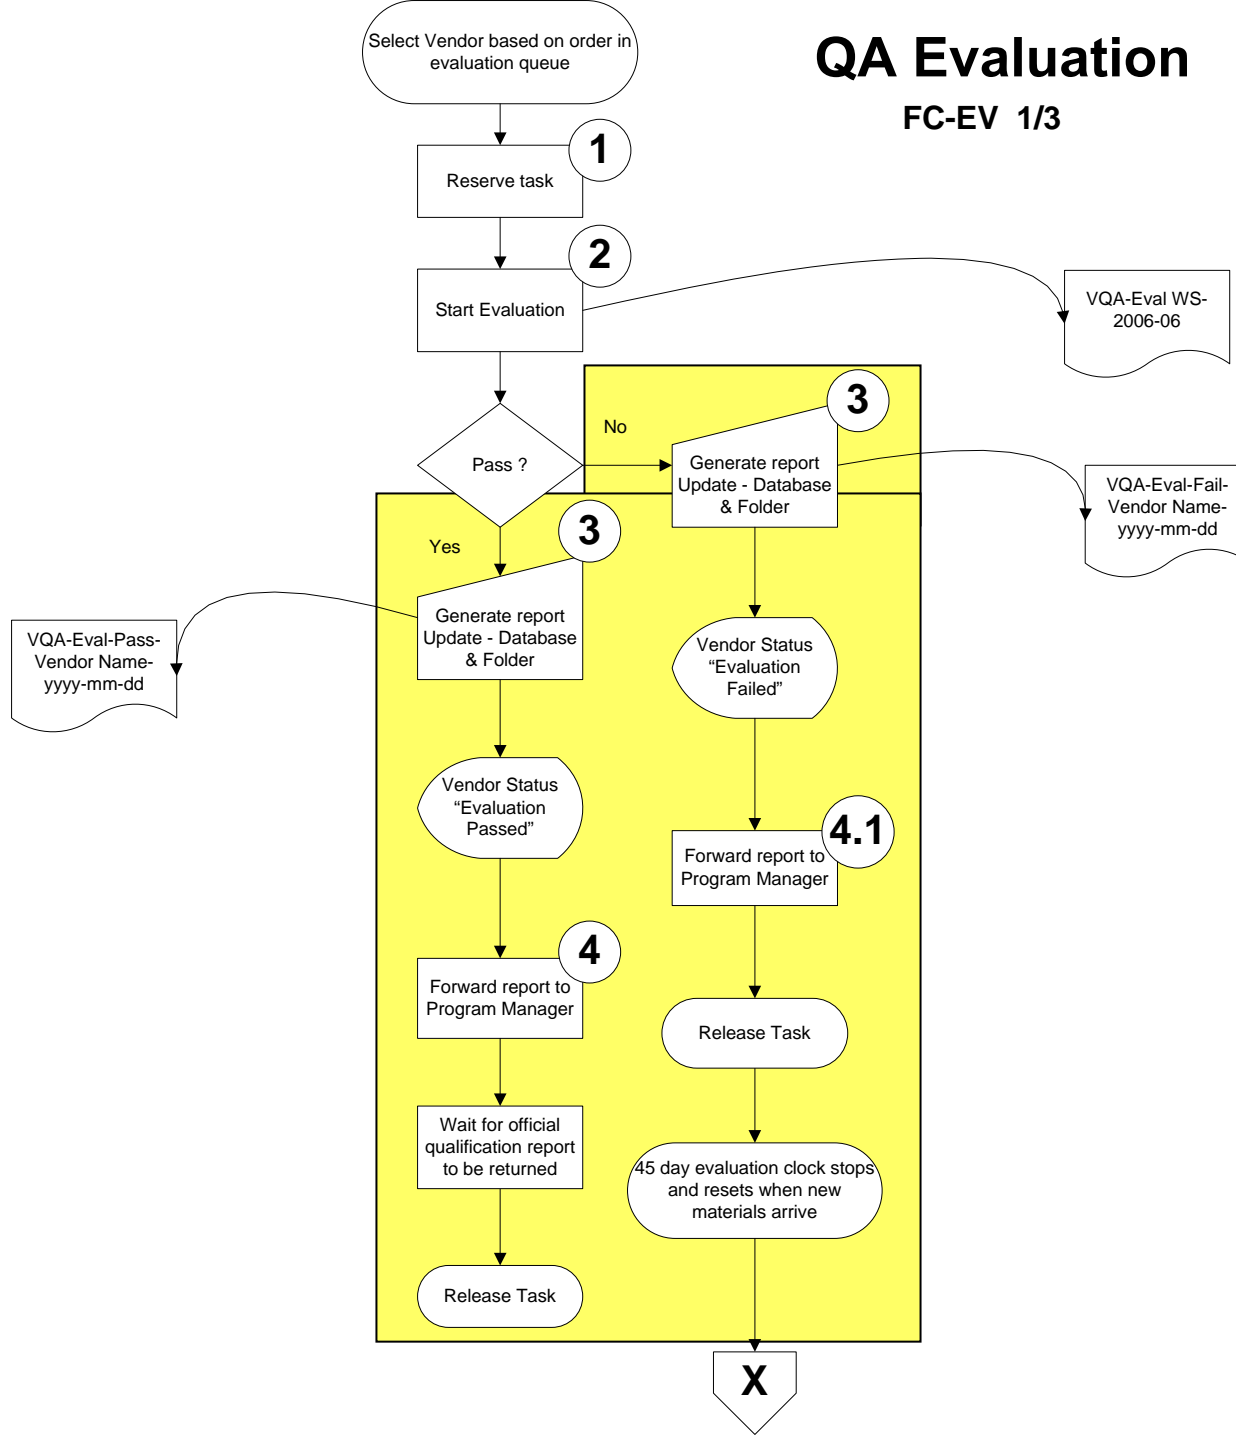 QA Evaluation
FC-EV 1/3
Select Vendor based on order in
evaluation queue
1
Reserve task
2
Start Evaluation
VQA-Eval WS-
2006-06
Pass ?
No
3
Generate report
Update - Database
& Folder
VQA-Eval-Fail-
Vendor Name-
yyyy-mm-dd
Yes
3
Generate report
Update - Database
& Folder
VQA-Eval-Pass-
Vendor Name-
yyyy-mm-dd
Vendor Status
“Evaluation
Failed”
Vendor Status
“Evaluation
Passed”
4.1
Forward report to
Program Manager
4
Forward report to
Program Manager
Release Task
Wait for official
qualification report
to be returned
45 day evaluation clock stops
and resets when new
materials arrive
Release Task
X